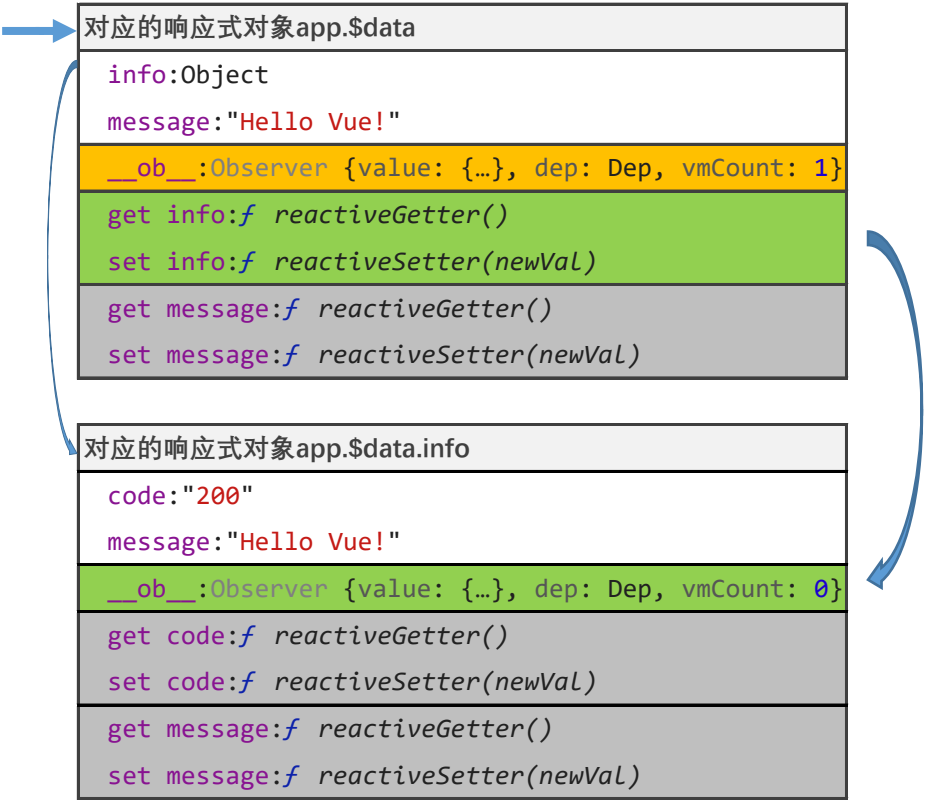 对应的响应式对象app.$data
info:Object
message:"Hello Vue!"
__ob__:Observer {value: {…}, dep: Dep, vmCount: 1}
get info:ƒ reactiveGetter()
set info:ƒ reactiveSetter(newVal)
get message:ƒ reactiveGetter()
set message:ƒ reactiveSetter(newVal)
对应的响应式对象app.$data.info
code:"200"
message:"Hello Vue!"
__ob__:Observer {value: {…}, dep: Dep, vmCount: 0}
get code:ƒ reactiveGetter()
set code:ƒ reactiveSetter(newVal)
get message:ƒ reactiveGetter()
set message:ƒ reactiveSetter(newVal)